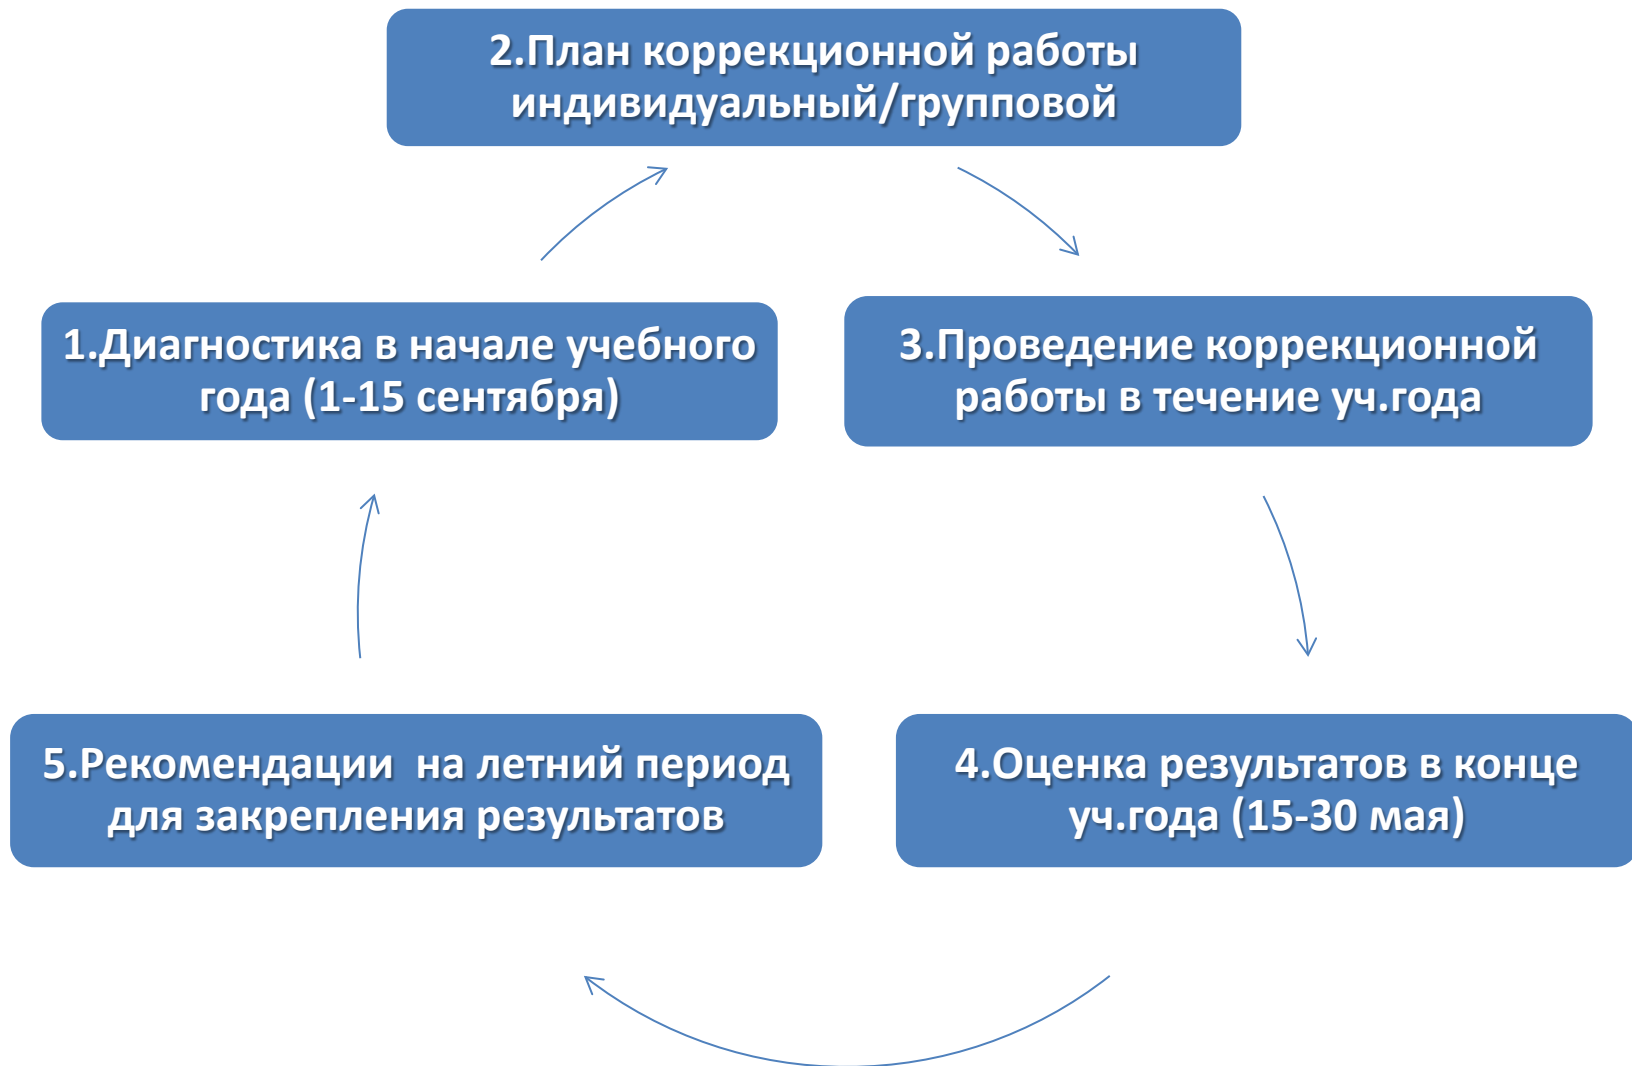 2.План коррекционной работы
индивидуальный/групповой
1.Диагностика в начале учебного
года (1-15 сентября)
3.Проведение коррекционной
работы в течение уч.года
5.Рекомендации  на летний период
для закрепления результатов
4.Оценка результатов в конце
уч.года (15-30 мая)